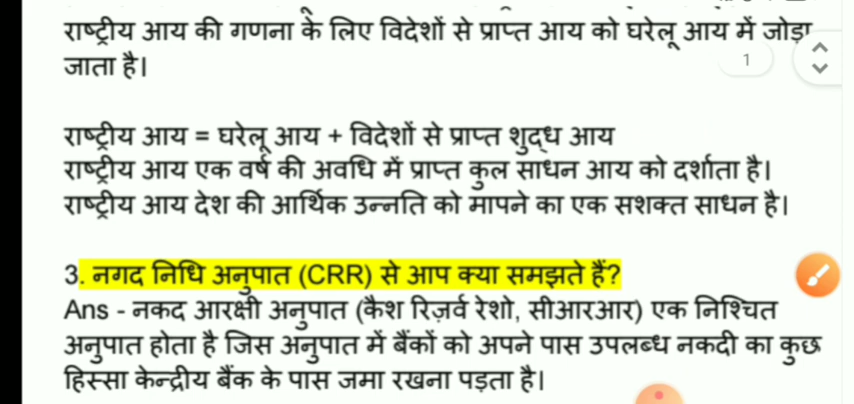 राष्ट्रीय आय की गणना के लिए विदेशों से प्राप्त आय को घरेलू आय में जोड़ा
जाता है।
1
राष्ट्रीय आय = घरेलू आय + विदेशों से प्राप्त शुद्ध आय
राष्ट्रीय आय एक वर्ष की अवधि में प्राप्त कुल साधन आय को दर्शाता है।
राष्ट्रीय आय देश की आर्थिक उन्नति को मापने का एक सशक्त साधन है।
3. नगद निधि अनुपात (CRR) से आप क्या समझते हैं?
Ans - नकद आरक्षी अनुपात (कैश रिज़र्व रेशो, सीआरआर) एक निश्चित
अनुपात होता है जिस अनुपात में बैंकों को अपने पास उपलब्ध नकदी का कुछ
हिस्सा केन्द्रीय बैंक के पास जमा रखना पड़ता है।